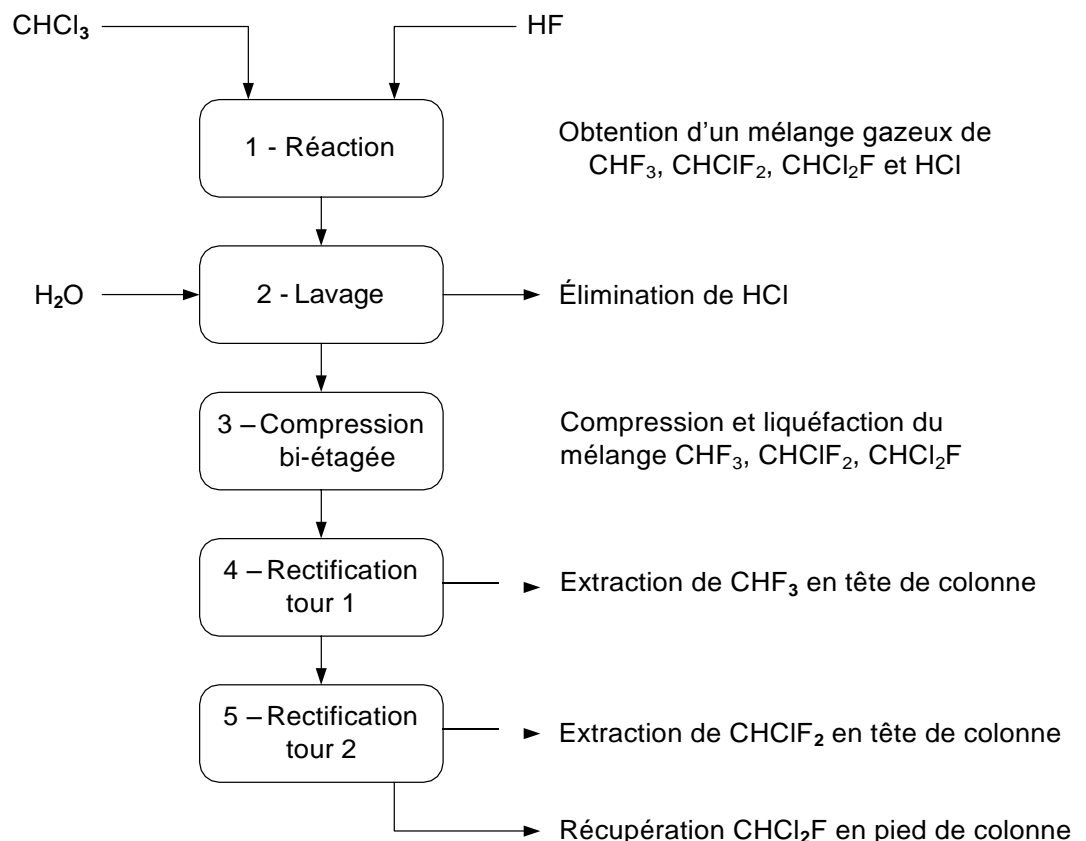 CHCl₃
HF
1 - Réaction
Obtention d’un mélange gazeux de
CHF₃, CHClF₂, CHCl₂F et HCl
H₂O
2 - Lavage
Élimination de HCl
3 – Compression
bi-étagée
Compression et liquéfaction du
mélange CHF₃, CHClF₂, CHCl₂F
4 – Rectification
tour 1
Extraction de CHF₃ en tête de colonne
5 – Rectification
tour 2
Extraction de CHClF₂ en tête de colonne
Récupération CHCl₂F en pied de colonne